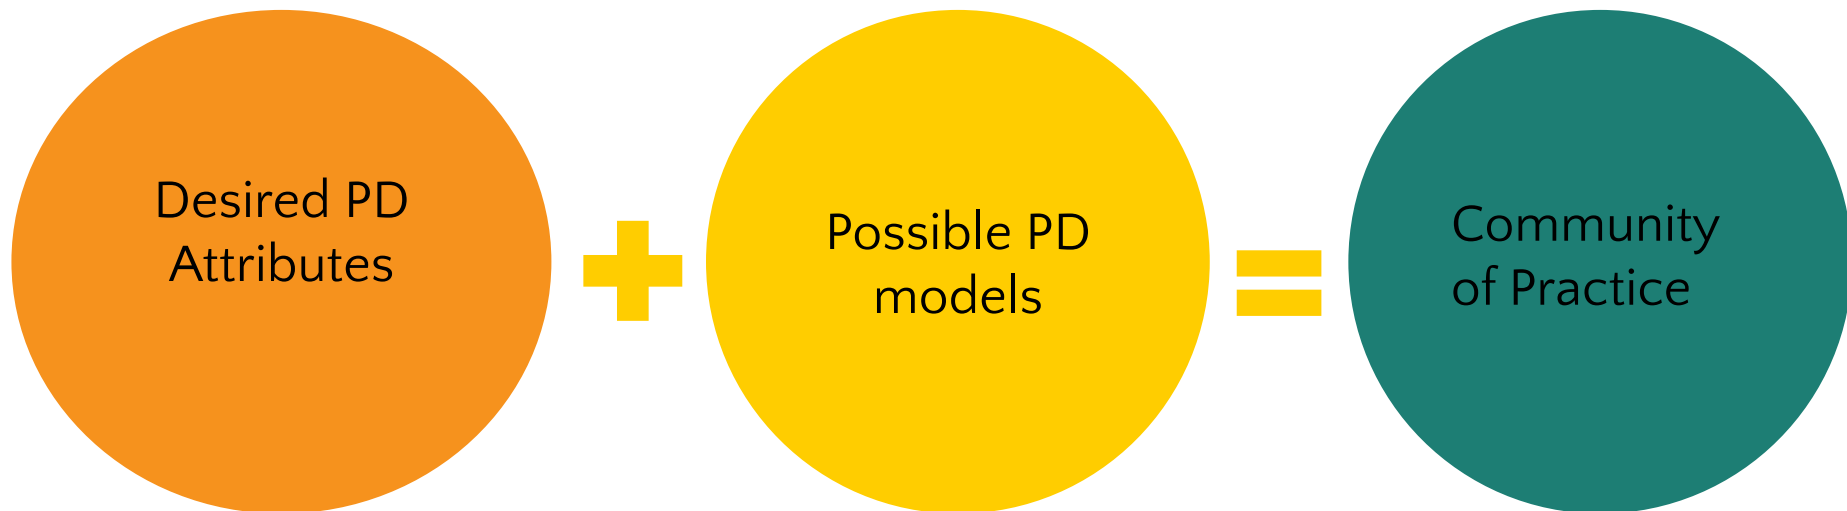 Desired PD
Attributes
Possible PD
models
Community
of Practice